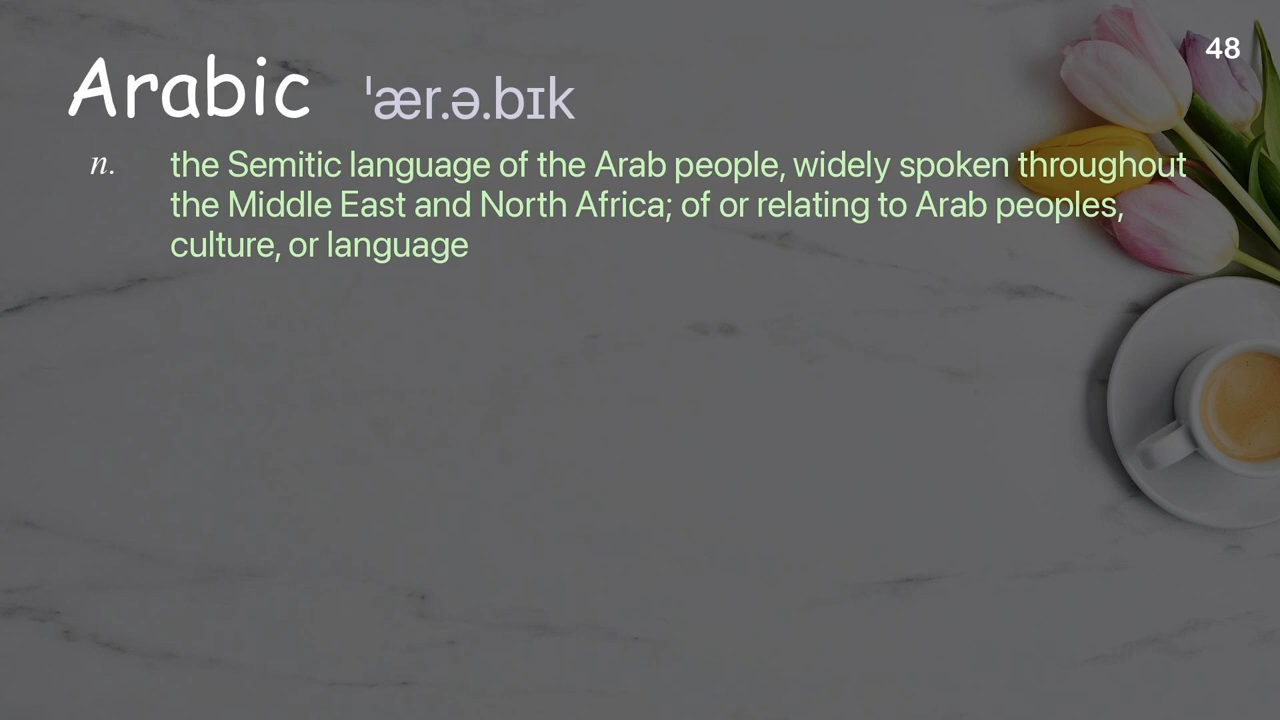 48
Arabic ˈær.ə.bɪk
n. the Semitic language of the Arab people, widely spoken throughout
the Middle East and North Africa; of or relating to Arab peoples,
culture, or language